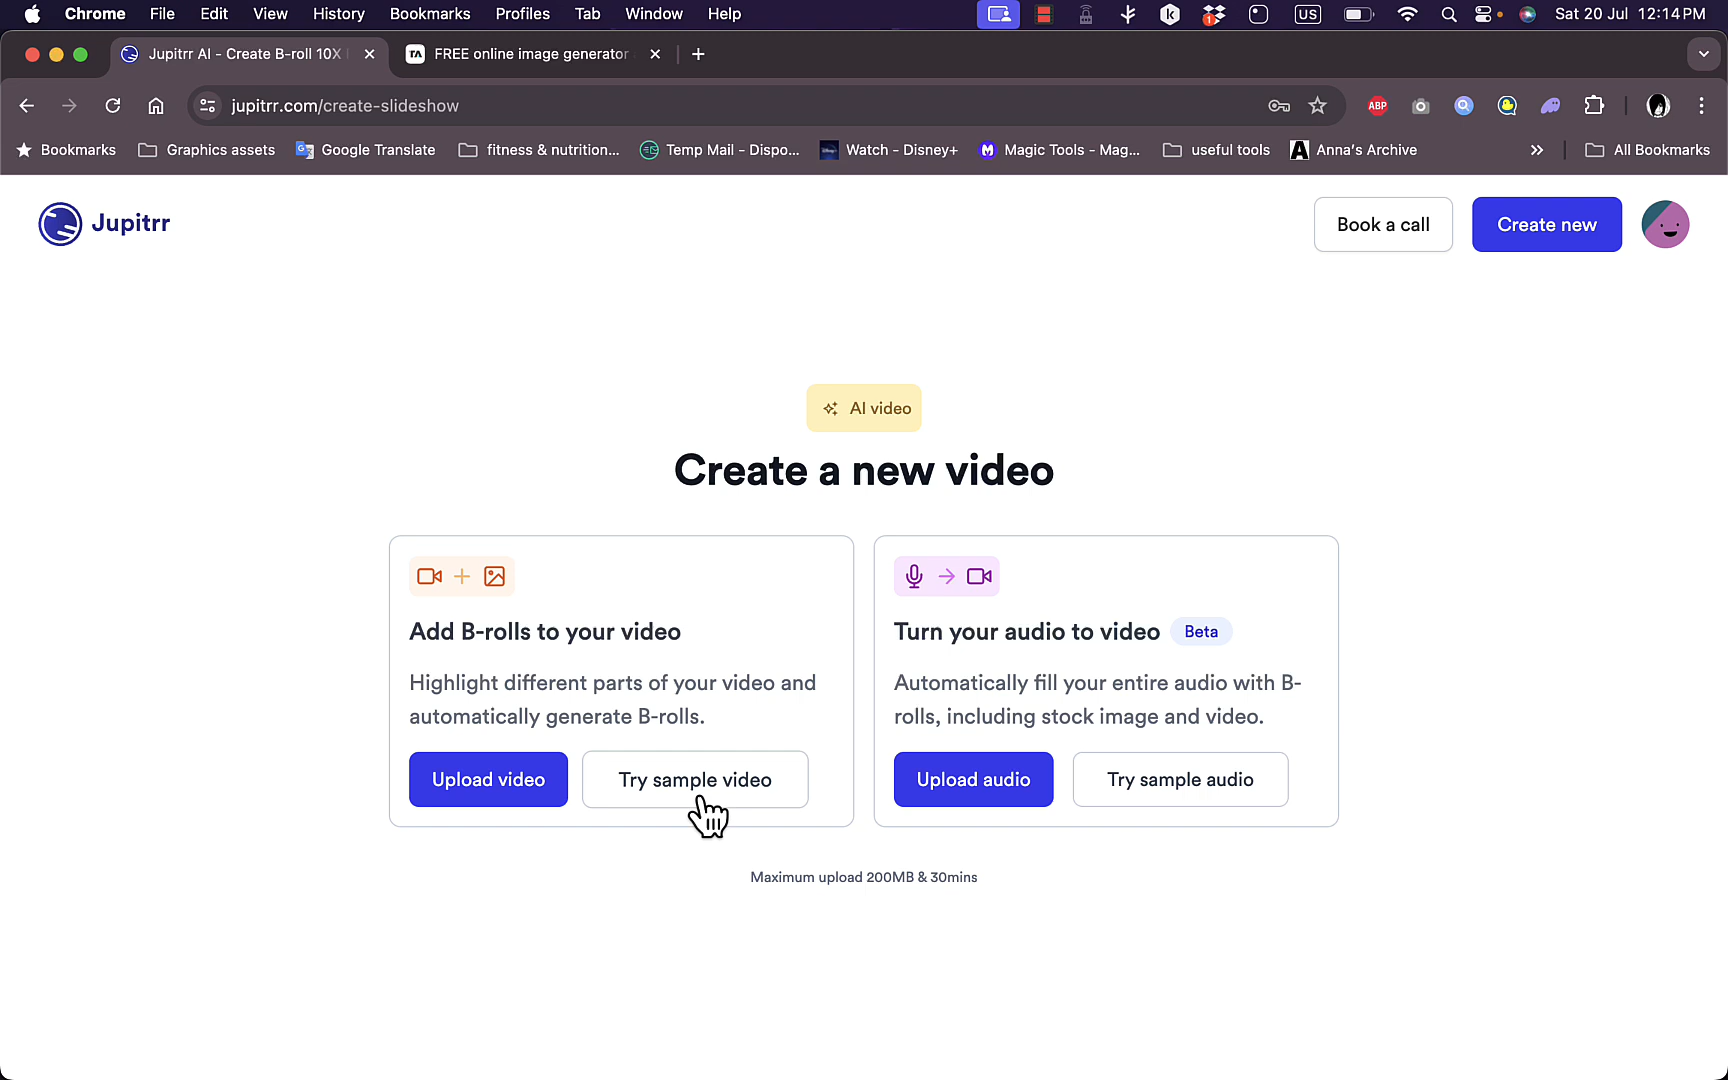 Chrome File Edit View History Bookmarks Profiles Tab Window Help 1 US Sat 20 Jul 12:14 PM
Jupitrr AI - Create B-roll 10X TA FREE online image generator
jupitrr.com/create-slideshow ABP
Bookmarks Graphics assets Google Translate fitness & nutrition... Temp Mail - Dispo... Watch - Disney+ Magic Tools - Mag... useful tools Anna's Archive All Bookmarks
Jupitrr Book a call Create new
AI video
Create a new video
Add B-rolls to your video
Highlight different parts of your video and
automatically generate B-rolls.
Upload video Try sample video
Turn your audio to video Beta
Automatically fill your entire audio with B-
rolls, including stock image and video.
Upload audio Try sample audio
Maximum upload 200MB & 30mins